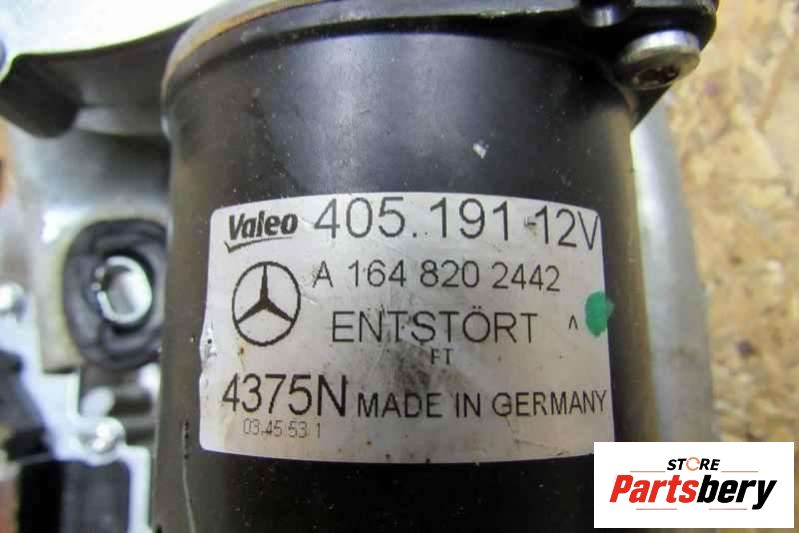 Valeo 405.191 12V
A 164 820 2442
ENTSTÖRT ^
FT
4375N MADE IN GERMANY
03.45.53 1
STORE
Partsbery